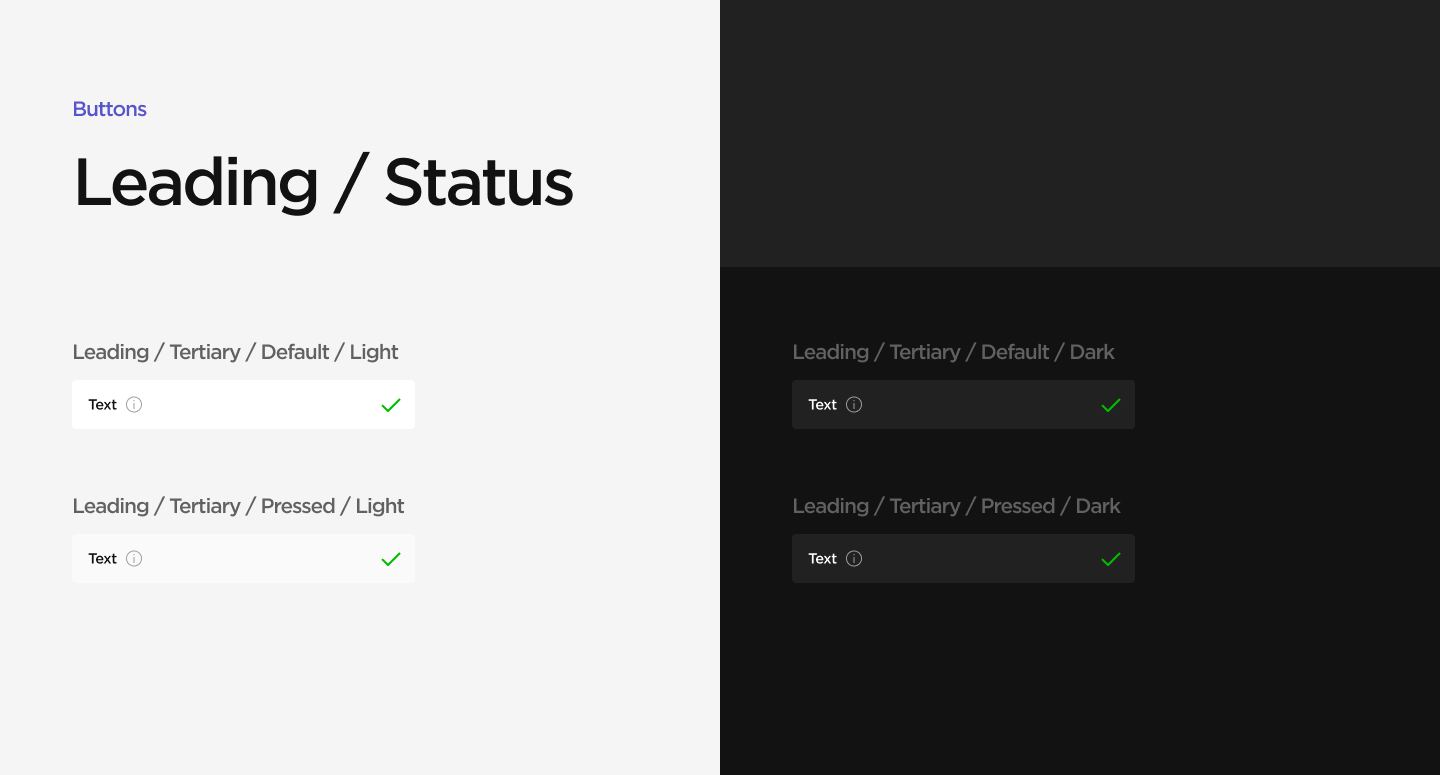 Buttons
Leading / Status
Leading / Tertiary / Default / Light
Text
Leading / Tertiary / Pressed / Light
Text
Leading / Tertiary / Default / Dark
Text
Leading / Tertiary / Pressed / Dark
Text